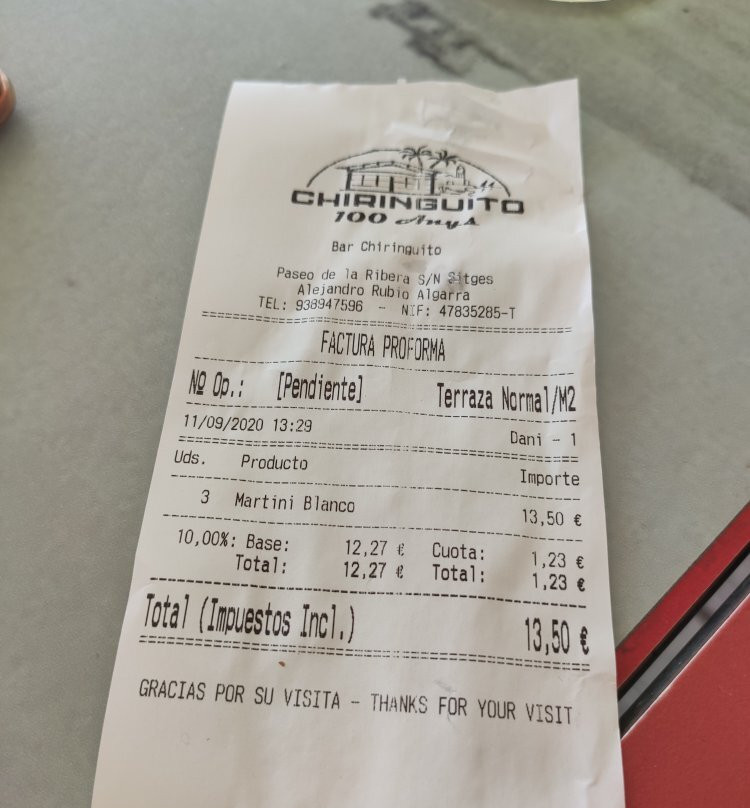 CHIRINGUITO
100 Anys
Bar Chiringuito
Paseo de la Ribera S/N Sitges
Alejandro Rubio Algarra
TEL: 938947596 - NIF: 47835285-T
FACTURA PROFORMA
Nº Op.: [Pendiente] Terraza Normal/M2
11/09/2020 13:29 Dani - 1
Uds. Producto Importe
3 Martini Blanco 13,50 €
10,00%: Base: 12,27 € Cuota: 1,23 €
Total: 12,27 € Total: 1,23 €
Total (Impuestos Incl.) 13,50 €
GRACIAS POR SU VISITA - THANKS FOR YOUR VISIT